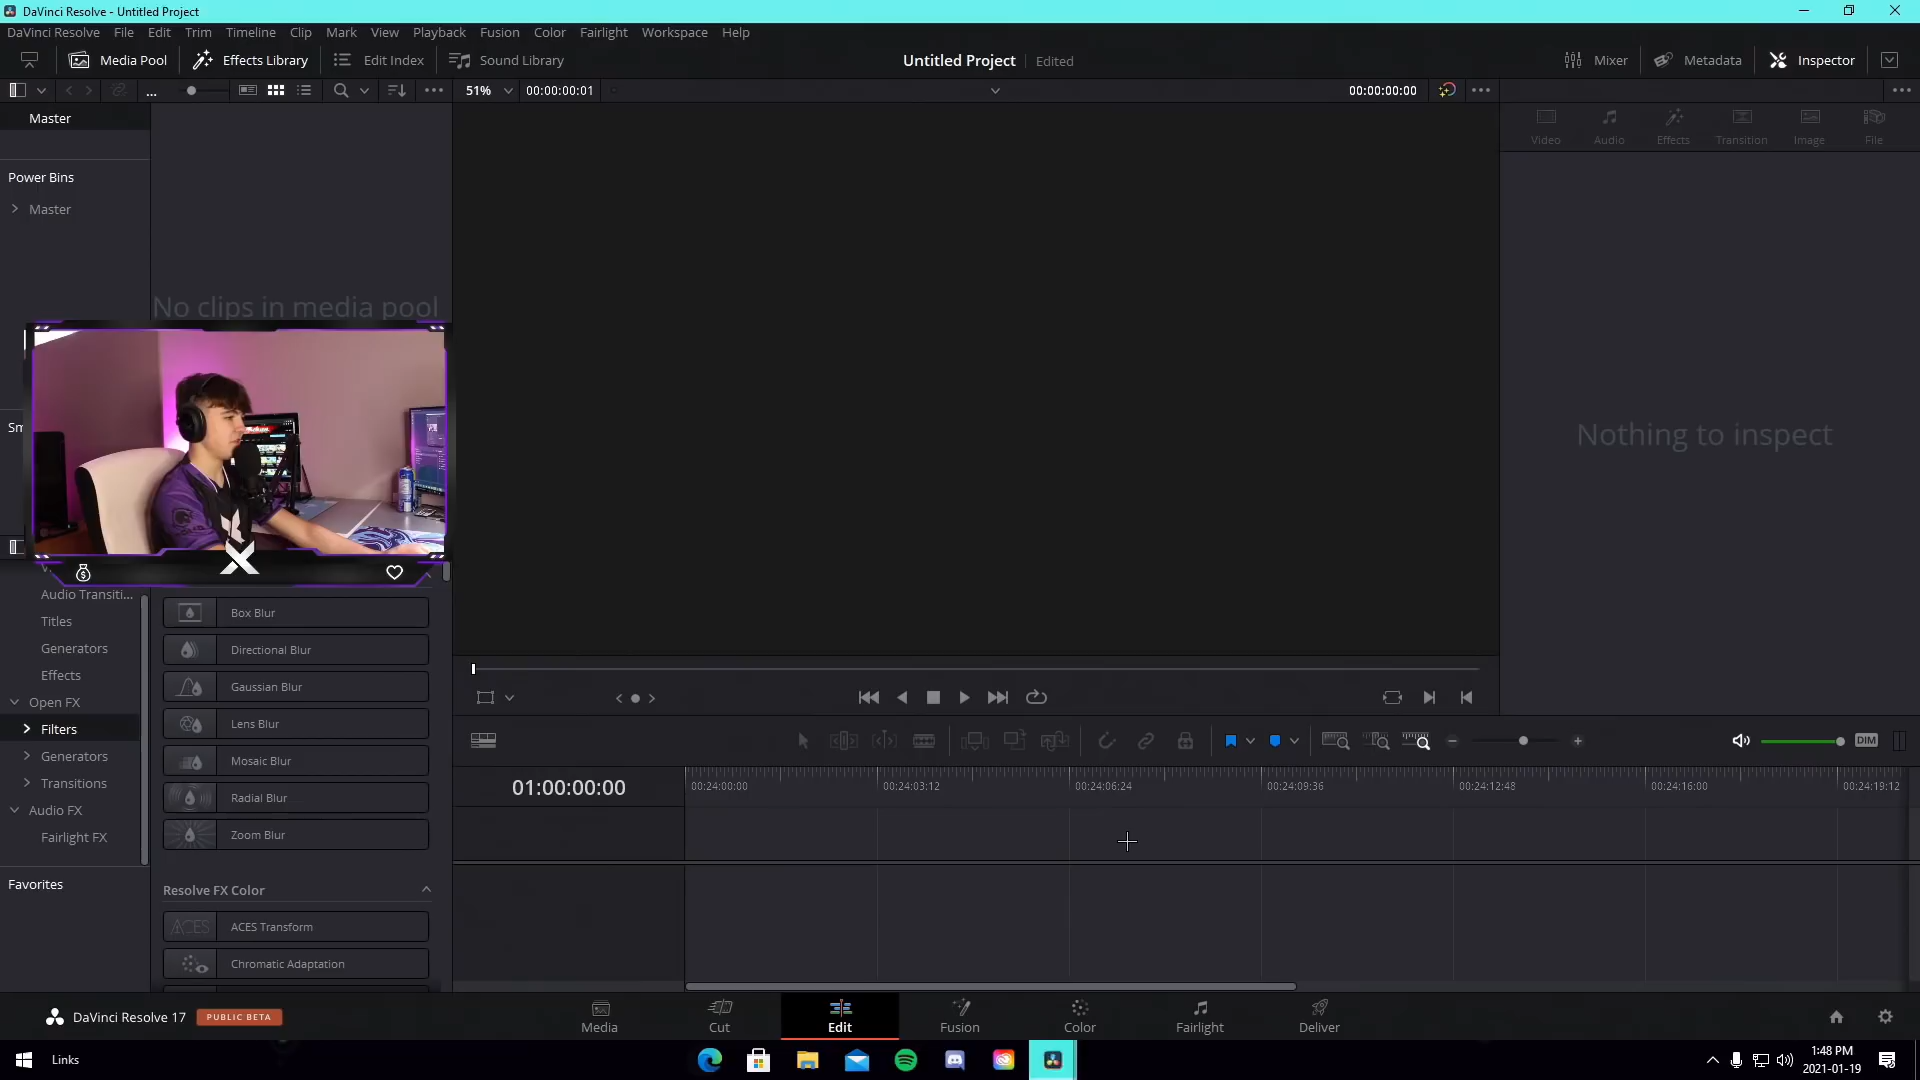 DaVinci Resolve - Untitled Project
DaVinci Resolve File Edit Trim Timeline Clip Mark View Playback Fusion Color Fairlight Workspace Help
Media Pool Effects Library Edit Index Sound Library Untitled Project Edited Mixer Metadata Inspector
... 51% 00:00:00:01 00:00:00:00
Master
Video Audio Effects Transition Image File
Power Bins
Master
No clips in media pool
Nothing to inspect
Sm
Audio Transiti...
Titles
Generators
Effects
Open FX
Filters
Generators
Transitions
Audio FX
Fairlight FX
Favorites
Box Blur
Directional Blur
Gaussian Blur
Lens Blur
Mosaic Blur
Radial Blur
Zoom Blur
Resolve FX Color
ACES
ACES Transform
Chromatic Adaptation
DIM
01:00:00:00 00:24:00:00 00:24:03:12 00:24:06:24 00:24:09:36 00:24:12:48 00:24:16:00 00:24:19:12
DaVinci Resolve 17 PUBLIC BETA
Media Cut Edit Fusion Color Fairlight Deliver
Links
1:48 PM
2021-01-19